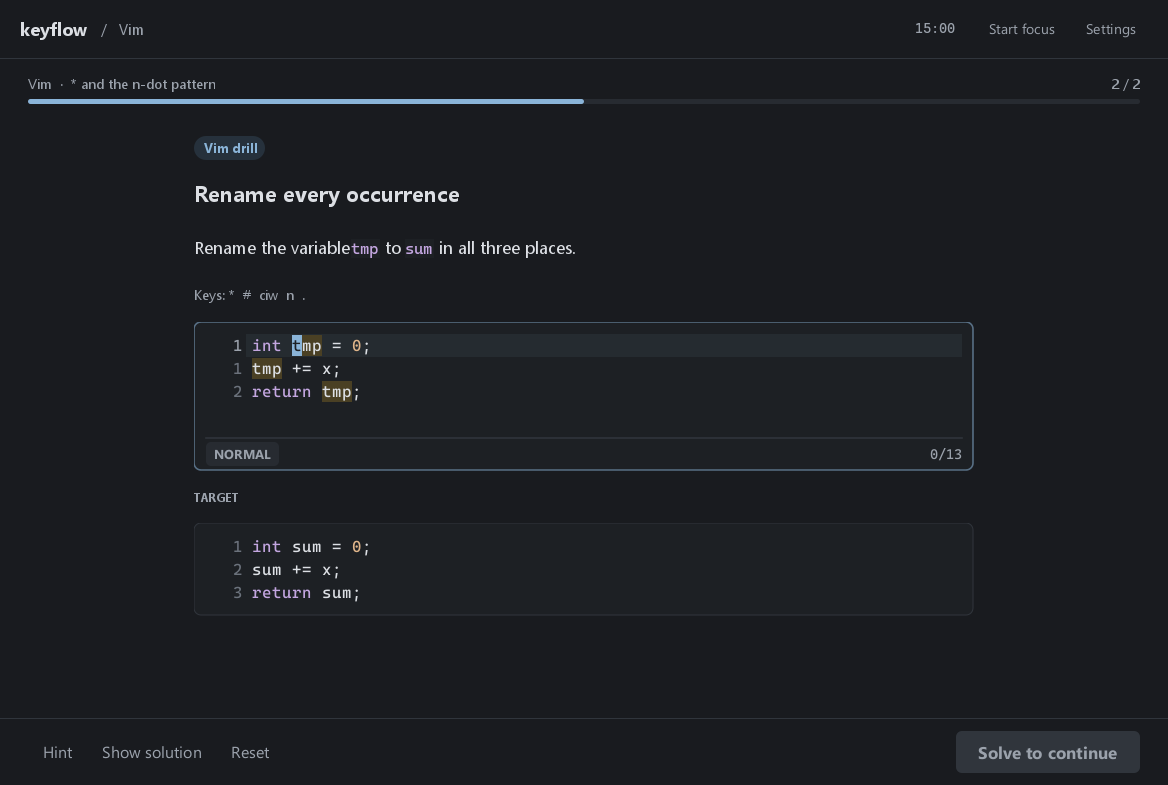 keyflow / Vim 15:00 Start focus Settings
Vim · * and the n-dot pattern 2 / 2
Vim drill
Rename every occurrence
Rename the variable tmp to sum in all three places.
Keys: * # ciw n .
1 int tmp = 0;
1 tmp += x;
2 return tmp;
NORMAL 0/13
TARGET
1 int sum = 0;
2 sum += x;
3 return sum;
Hint Show solution Reset Solve to continue